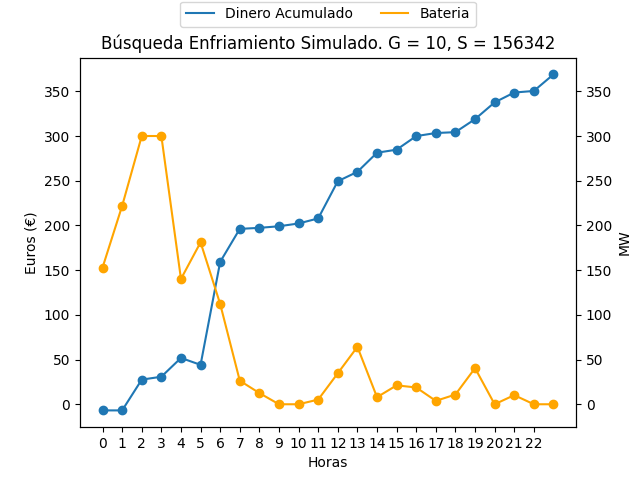 Dinero Acumulado Bateria
Búsqueda Enfriamiento Simulado. G = 10, S = 156342
350 350
300 300
250 250
200 200
150 150
100 100
50 50
0 0
Euros (€)
MW
0 1 2 3 4 5 6 7 8 9 10 11 12 13 14 15 16 17 18 19 20 21 22
Horas